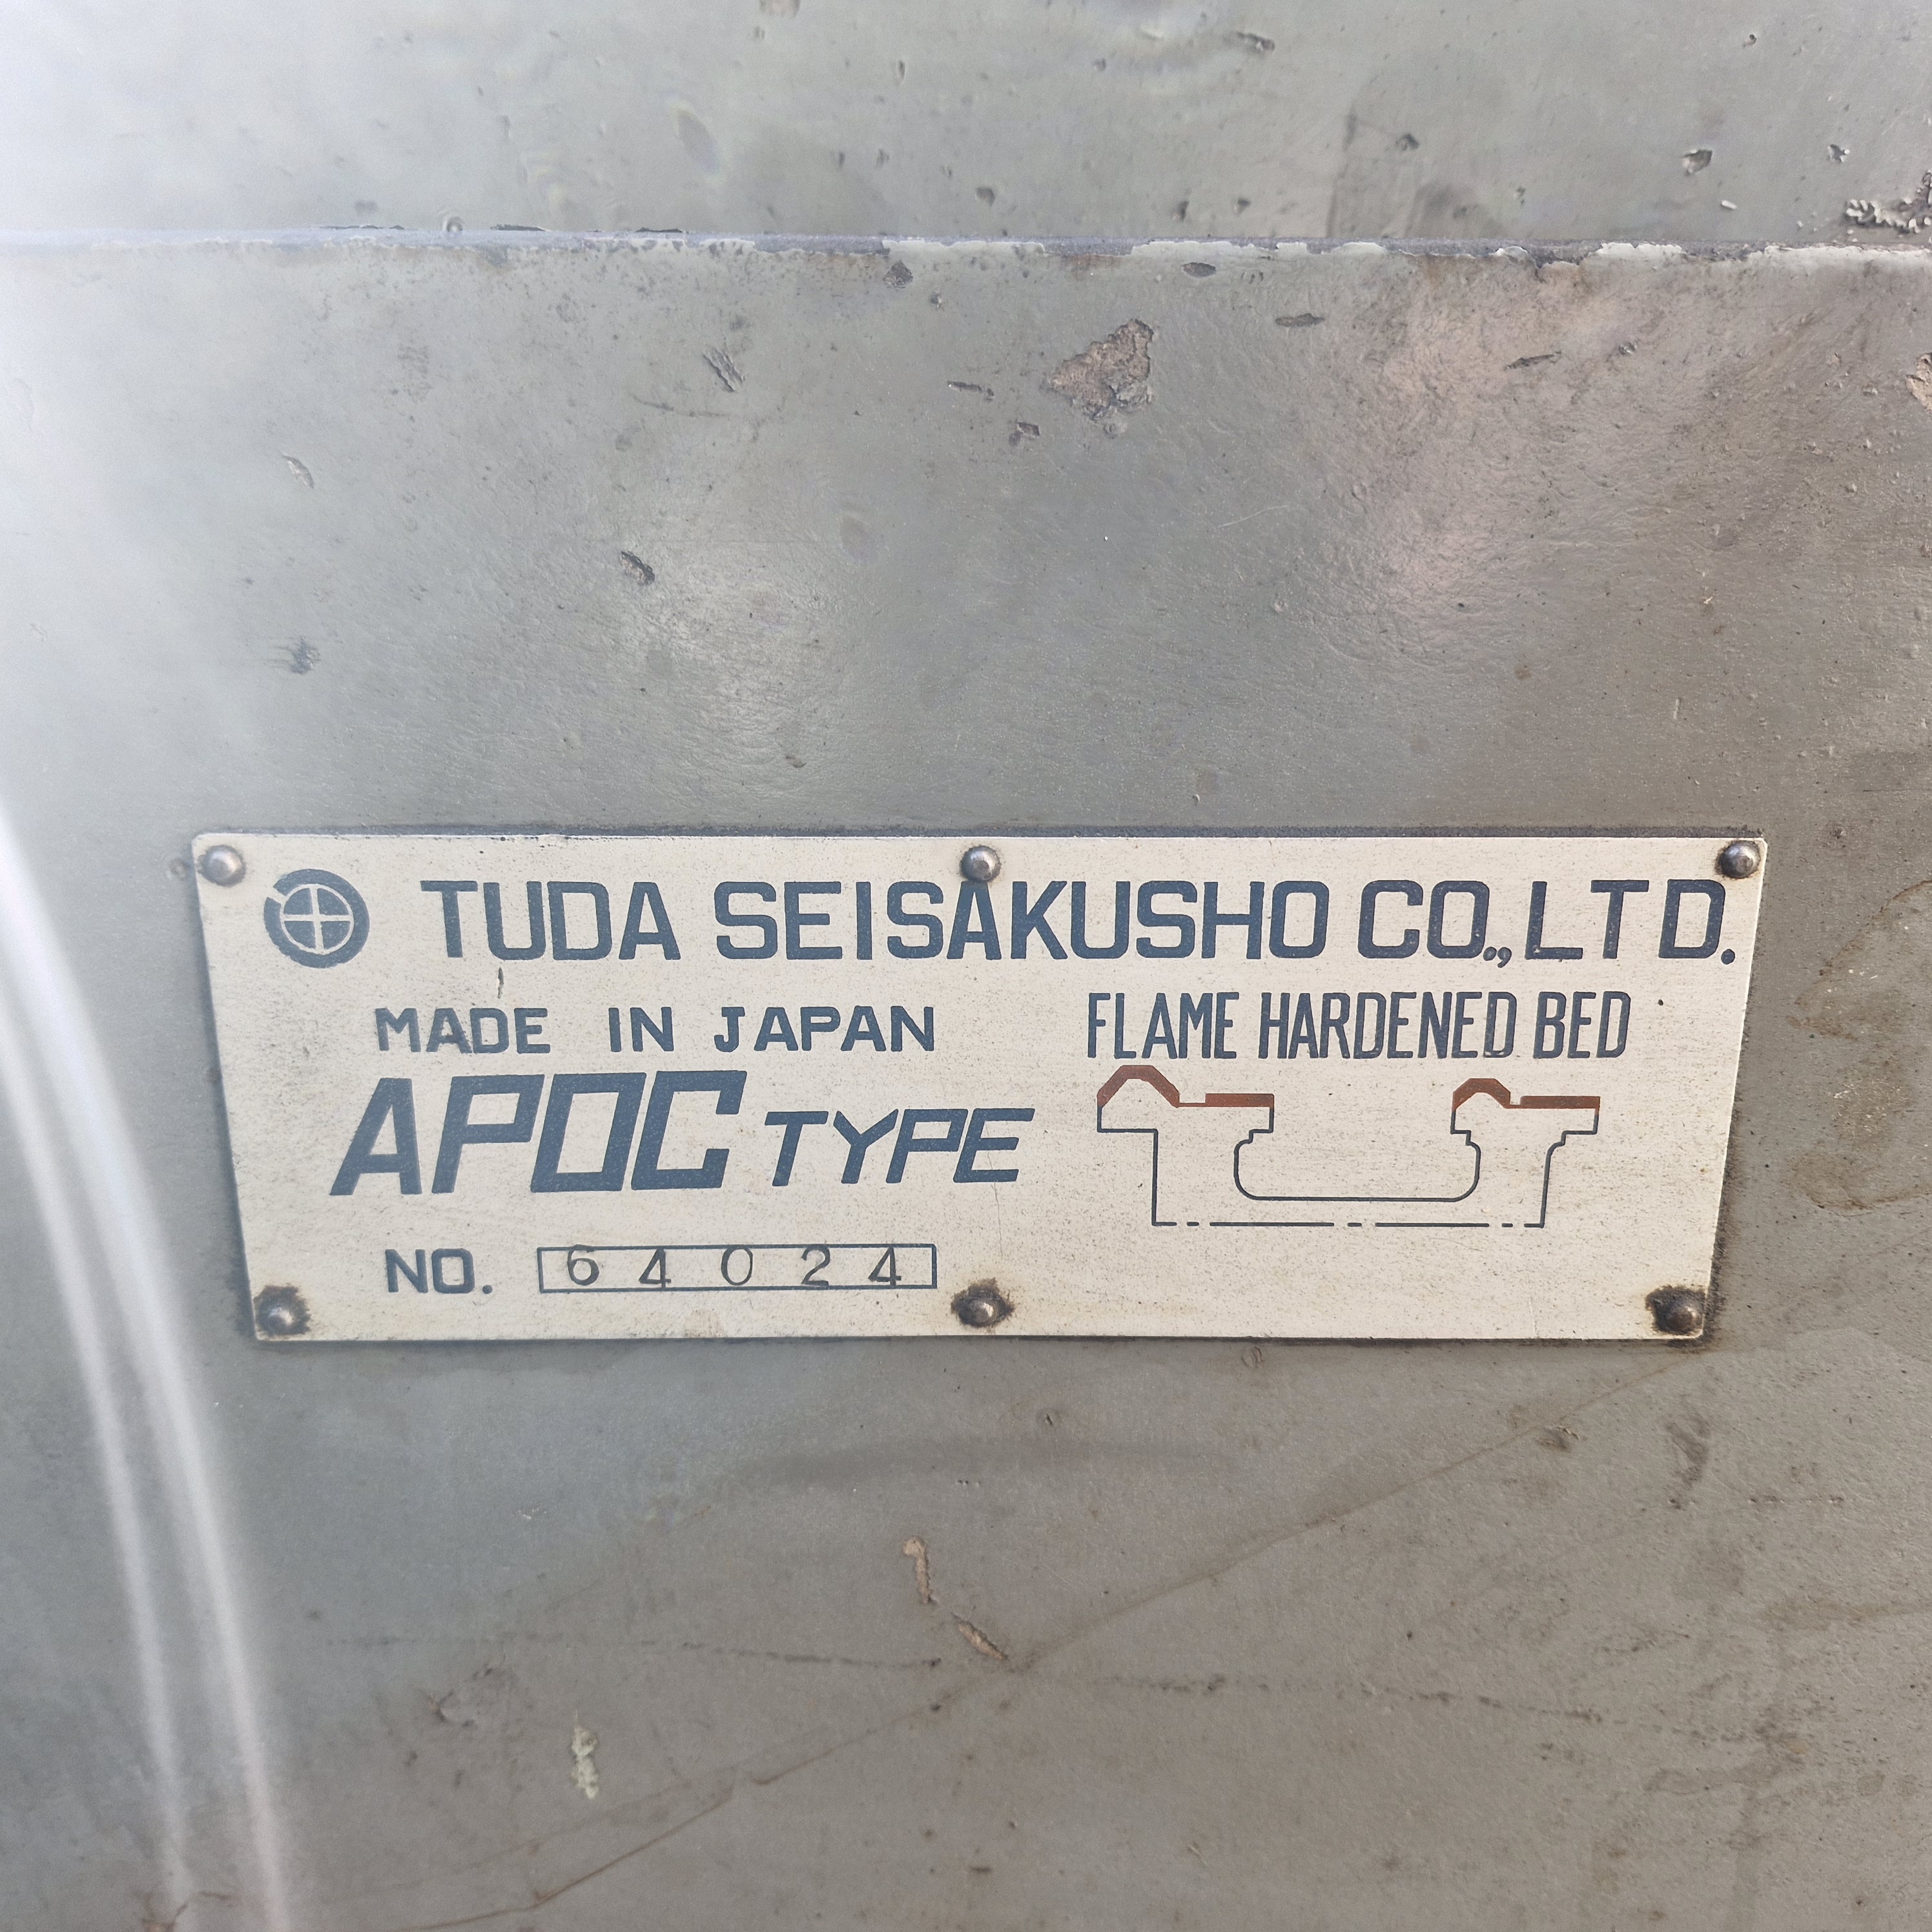 TUDA SEISAKUSHO CO., LTD.
MADE IN JAPAN
APOC TYPE
NO. 64024
FLAME HARDENED BED